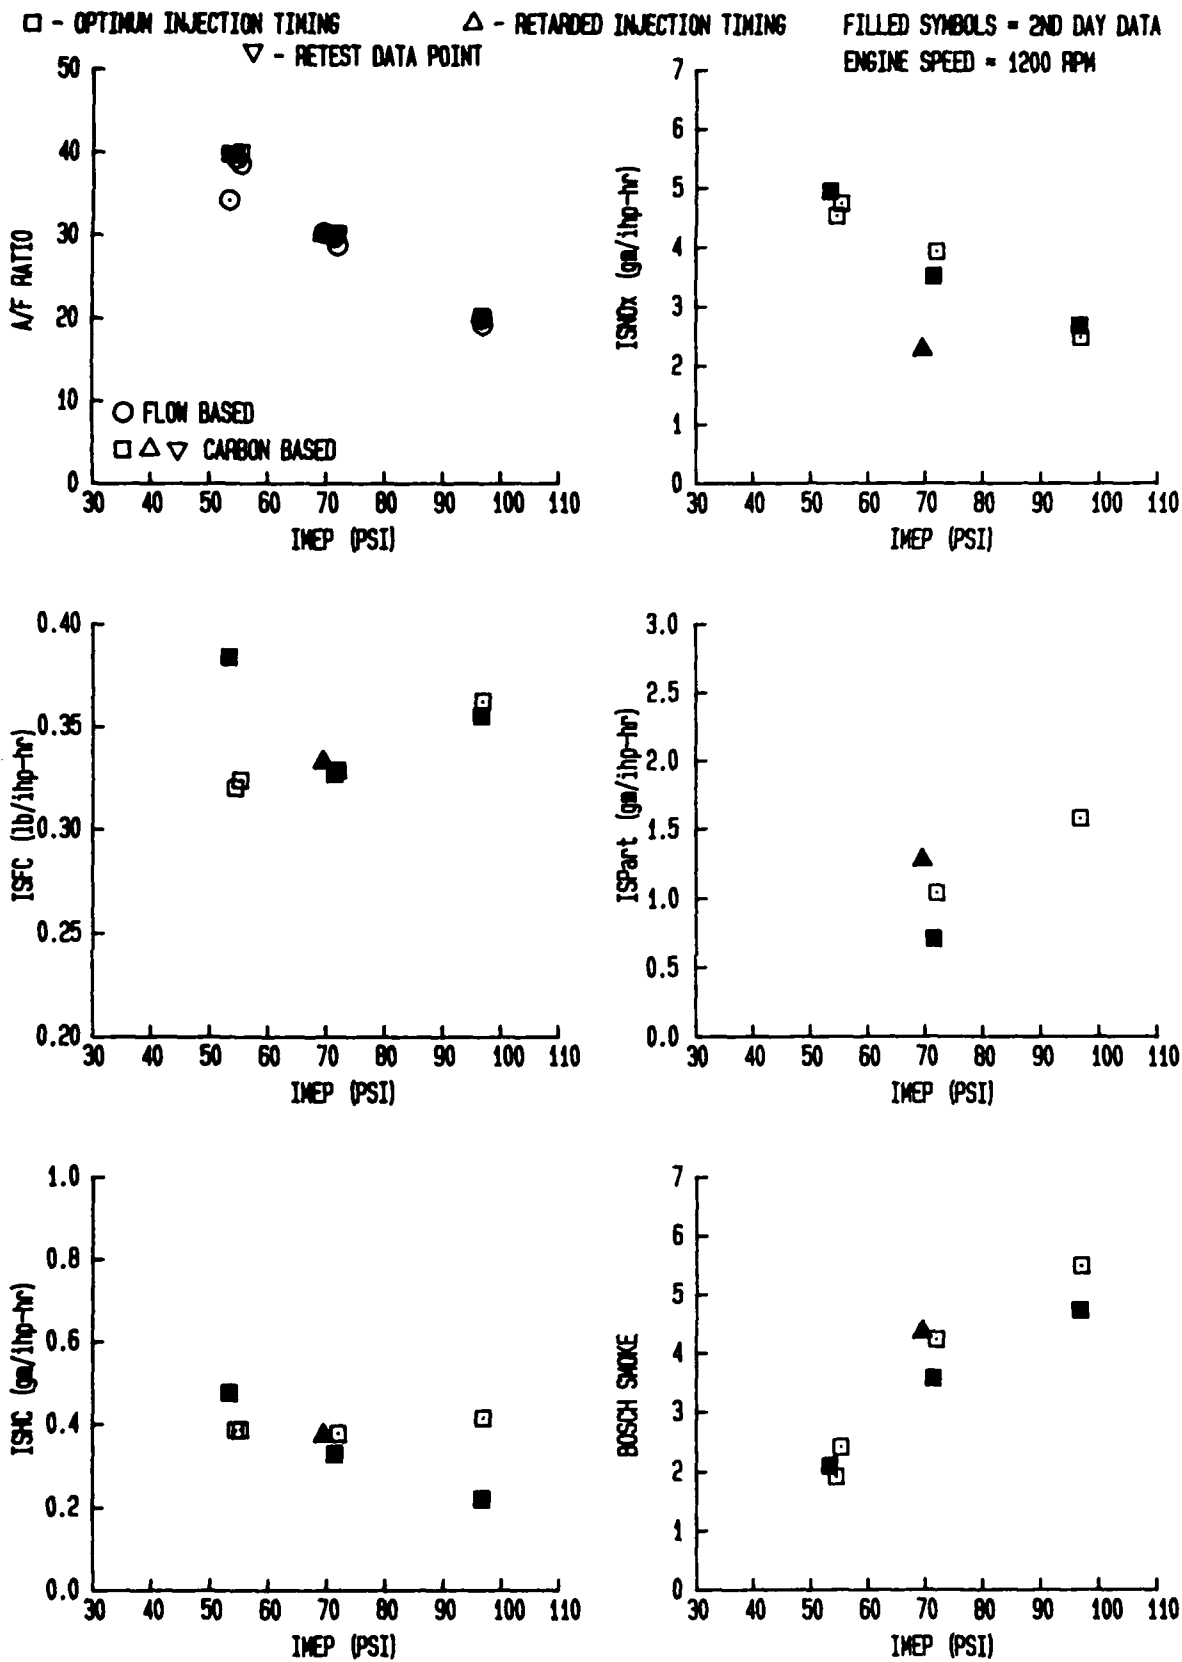 □ - OPTIMUM INJECTION TIMING △ - RETARDED INJECTION TIMING FILLED SYMBOLS = 2ND DAY DATA
▽ - RETEST DATA POINT ENGINE SPEED = 1200 RPM
50
40
30
20
10
0
A/F RATIO
○ FLOW BASED
□ △ ▽ CARBON BASED
30 40 50 60 70 80 90 100 110
IMEP (PSI)
7
6
5
4
3
2
1
0
ISNOx (gm/ihp-hr)
30 40 50 60 70 80 90 100 110
IMEP (PSI)
0.40
0.35
0.30
0.25
0.20
ISFC (lb/ihp-hr)
30 40 50 60 70 80 90 100 110
IMEP (PSI)
3.0
2.5
2.0
1.5
1.0
0.5
0.0
ISPart (gm/ihp-hr)
30 40 50 60 70 80 90 100 110
IMEP (PSI)
1.0
0.8
0.6
0.4
0.2
0.0
ISHC (gm/ihp-hr)
30 40 50 60 70 80 90 100 110
IMEP (PSI)
7
6
5
4
3
2
1
0
BOSCH SMOKE
30 40 50 60 70 80 90 100 110
IMEP (PSI)